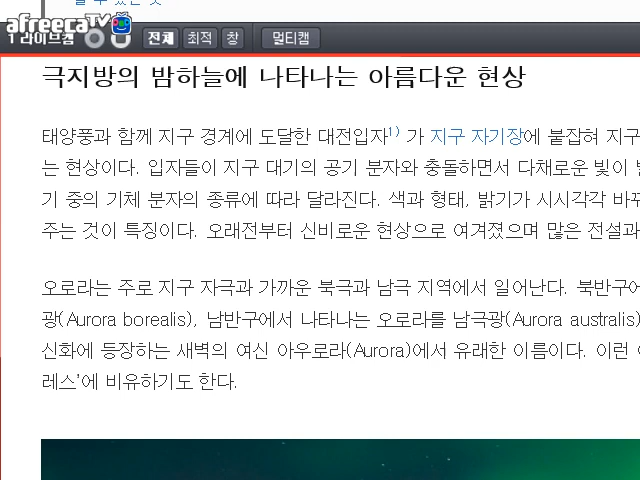 afreecaTV
1 라이브캠 전체 최적 창 멀티캠
극지방의 밤하늘에 나타나는 아름다운 현상
태양풍과 함께 지구 경계에 도달한 대전입자1) 가 지구 자기장에 붙잡혀 지구
는 현상이다. 입자들이 지구 대기의 공기 분자와 충돌하면서 다채로운 빛이
기 중의 기체 분자의 종류에 따라 달라진다. 색과 형태, 밝기가 시시각각 바꾸
주는 것이 특징이다. 오래전부터 신비로운 현상으로 여겨졌으며 많은 전설과
오로라는 주로 지구 자극과 가까운 북극과 남극 지역에서 일어난다. 북반구에
광(Aurora borealis), 남반구에서 나타나는 오로라를 남극광(Aurora australis)
신화에 등장하는 새벽의 여신 아우로라(Aurora)에서 유래한 이름이다. 이런
레스'에 비유하기도 한다.